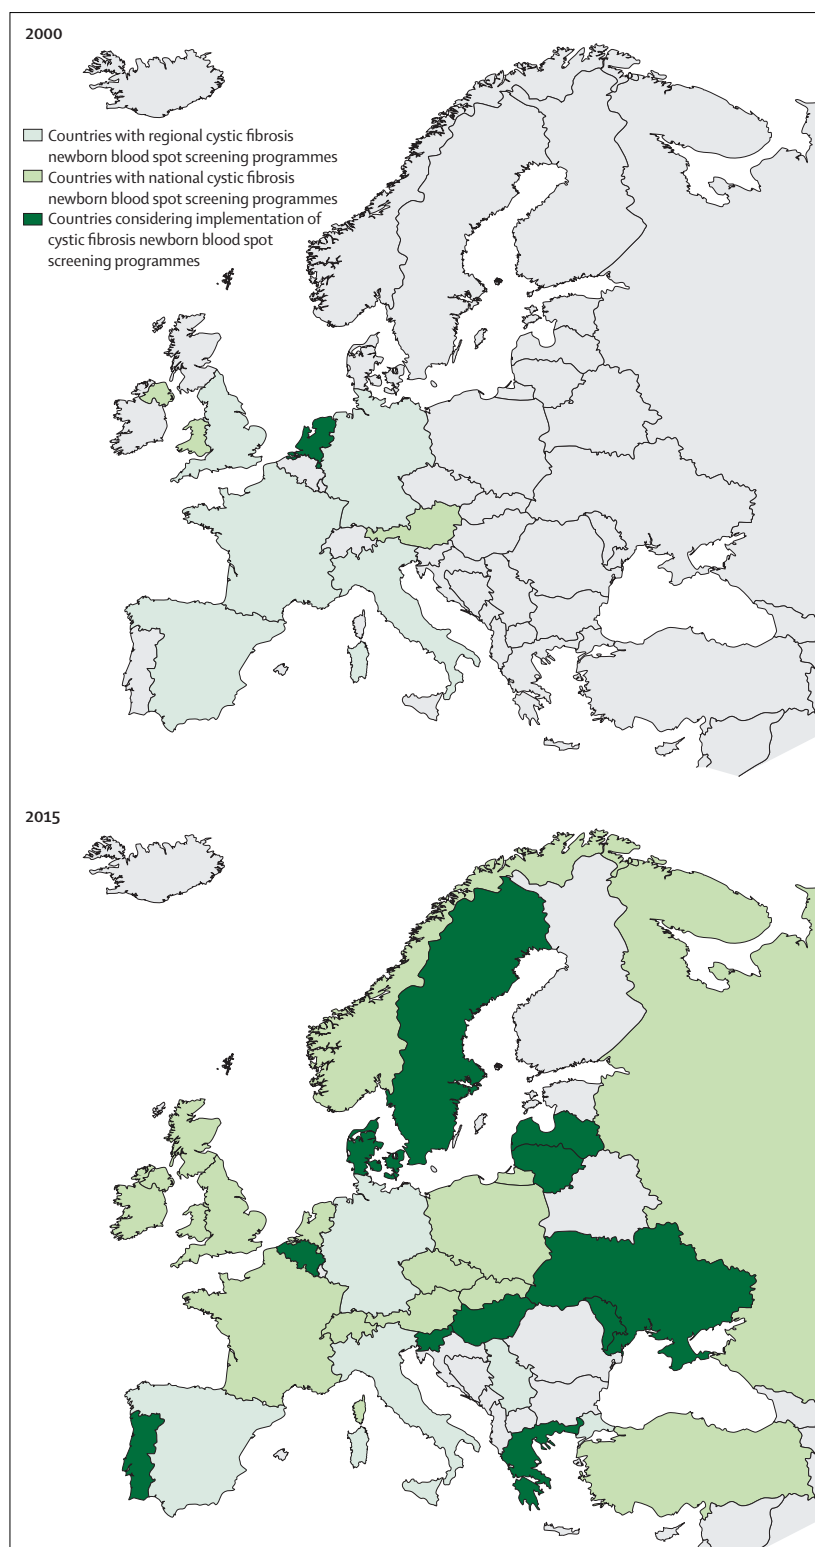 2000
Countries with regional cystic fibrosis
newborn blood spot screening programmes
Countries with national cystic fibrosis
newborn blood spot screening programmes
Countries considering implementation of
cystic fibrosis newborn blood spot
screening programmes
2015